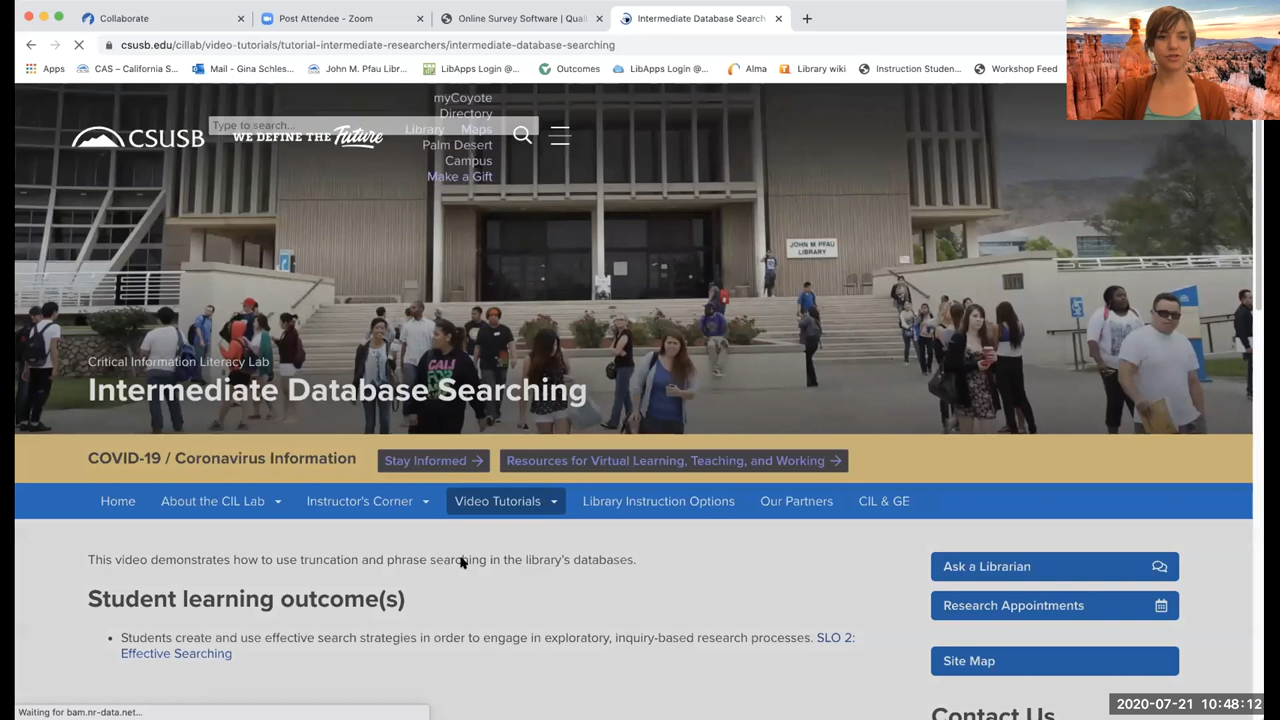 Collaborate
Post Attendee - Zoom
Online Survey Software | Qual
Intermediate Database Search
csusb.edu/cillab/video-tutorials/tutorial-intermediate-researchers/intermediate-database-searching
Apps
CAS – California S...
Mail - Gina Schles...
John M. Pfau Libr...
LibApps Login @...
Outcomes
LibApps Login @...
Alma
Library wiki
Instruction Studen...
Workshop Feed
myCoyote
Directory
Type to search...
CSUSB
WE DEFINE THE Future
Library Maps
Palm Desert
Campus
Make a Gift
JOHN M. PFAU
LIBRARY
Critical Information Literacy Lab
Intermediate Database Searching
COVID-19 / Coronavirus Information
Stay Informed →
Resources for Virtual Learning, Teaching, and Working →
Home
About the CIL Lab
Instructor's Corner
Video Tutorials
Library Instruction Options
Our Partners
CIL & GE
This video demonstrates how to use truncation and phrase searching in the library's databases.
Student learning outcome(s)
• Students create and use effective search strategies in order to engage in exploratory, inquiry-based research processes. SLO 2:
Effective Searching
Ask a Librarian
Research Appointments
Site Map
Contact Us
Waiting for bam.nr-data.net...
2020-07-21 10:48:12